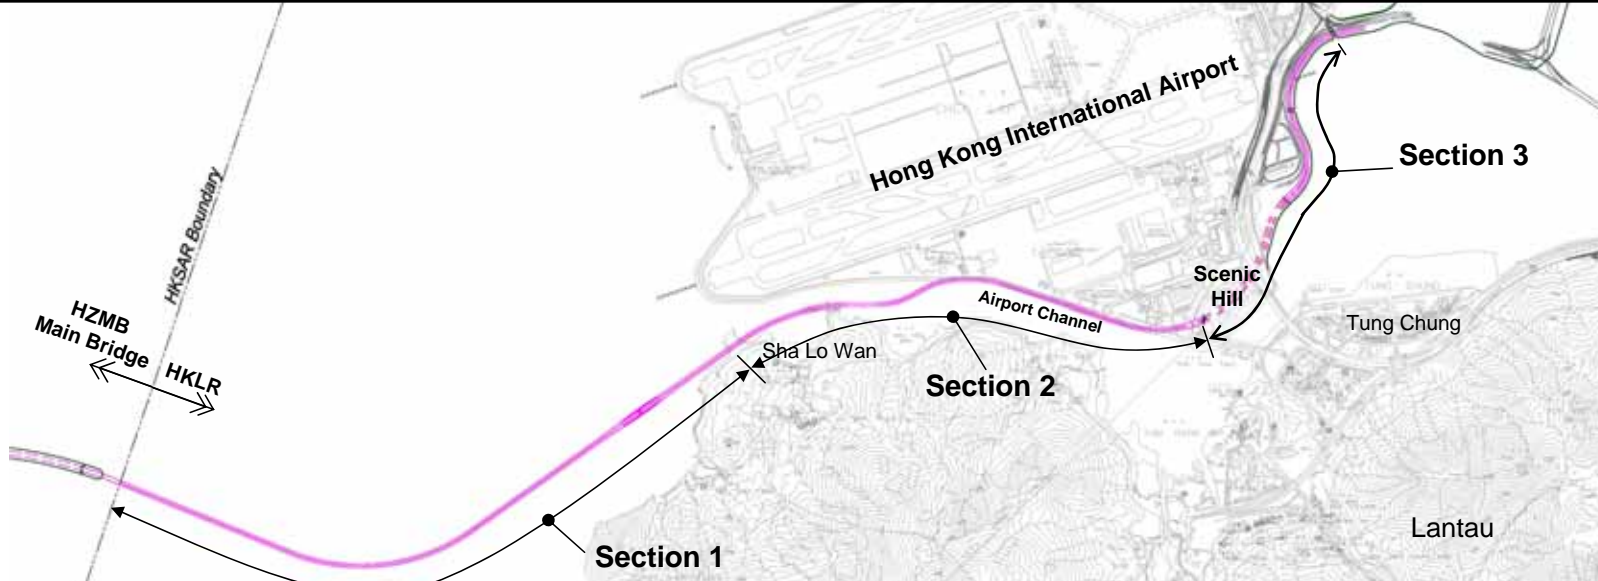 Hong Kong International Airport
Section 3
HKSAR Boundary
Scenic
Hill
HZMB
Main Bridge
HKLR
Airport Channel
Tung Chung
Sha Lo Wan
Section 2
Section 1
Lantau